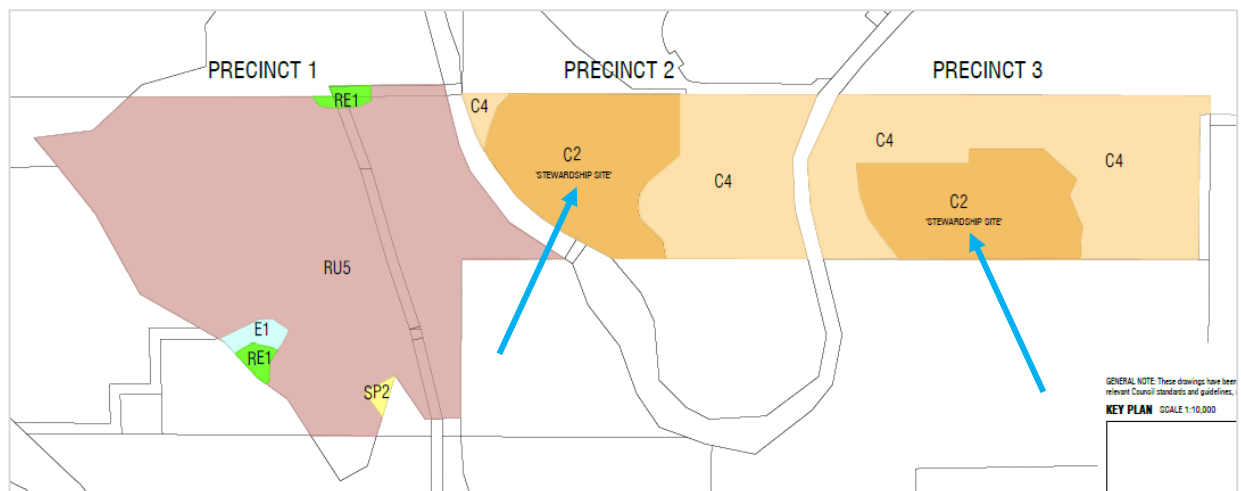 PRECINCT 1
PRECINCT 2
PRECINCT 3
RE1
C4
C2
'STEWARDSHIP SITE'
C4
C4
C4
C2
'STEWARDSHIP SITE'
RU5
E1
RE1
SP2
GENERAL NOTE: These drawings have been
relevant Council standards and guidelines,
KEY PLAN SCALE 1:10,000